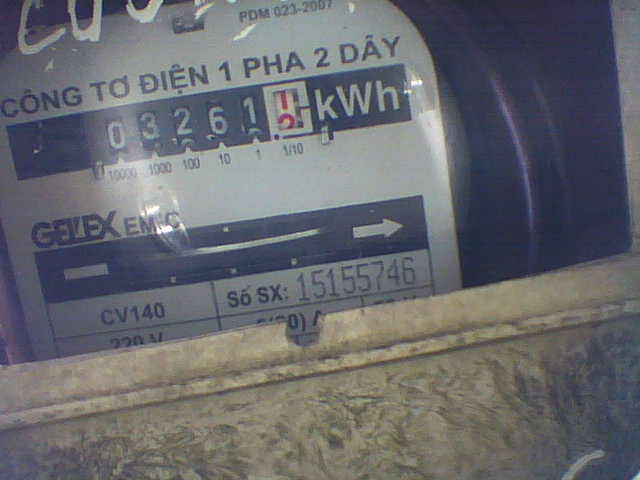 PDM 023-2007
CÔNG TƠ ĐIỆN 1 PHA 2 DÂY
0 3 2 6 1 kWh
10000 1000 100 10 1 1/10
GELEX EMIC
Số SX: 15155746
CV140
220 V